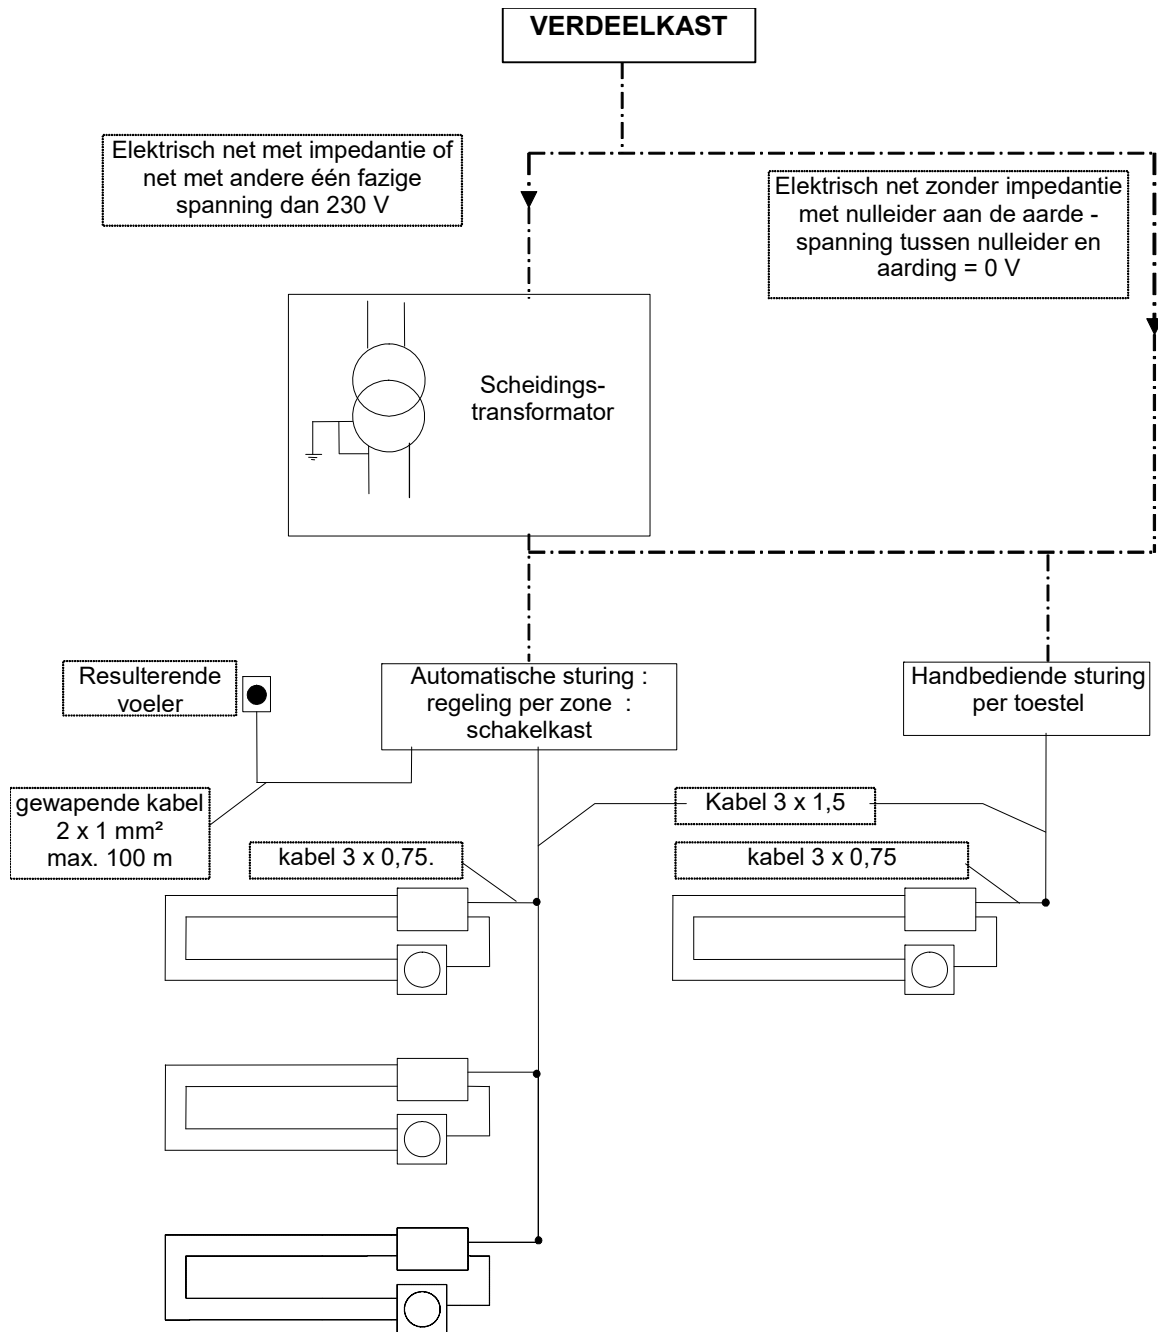 VERDEELKAST
Elektrisch net met impedantie of
net met andere één fazige
spanning dan 230 V
Elektrisch net zonder impedantie
met nulleider aan de aarde -
spanning tussen nulleider en
aarding = 0 V
Scheidings-
transformator
Resulterende
voeler
Automatische sturing :
regeling per zone :
schakelkast
Handbediende sturing
per toestel
gewapende kabel
2 x 1 mm²
max. 100 m
Kabel 3 x 1,5
kabel 3 x 0,75.
kabel 3 x 0,75